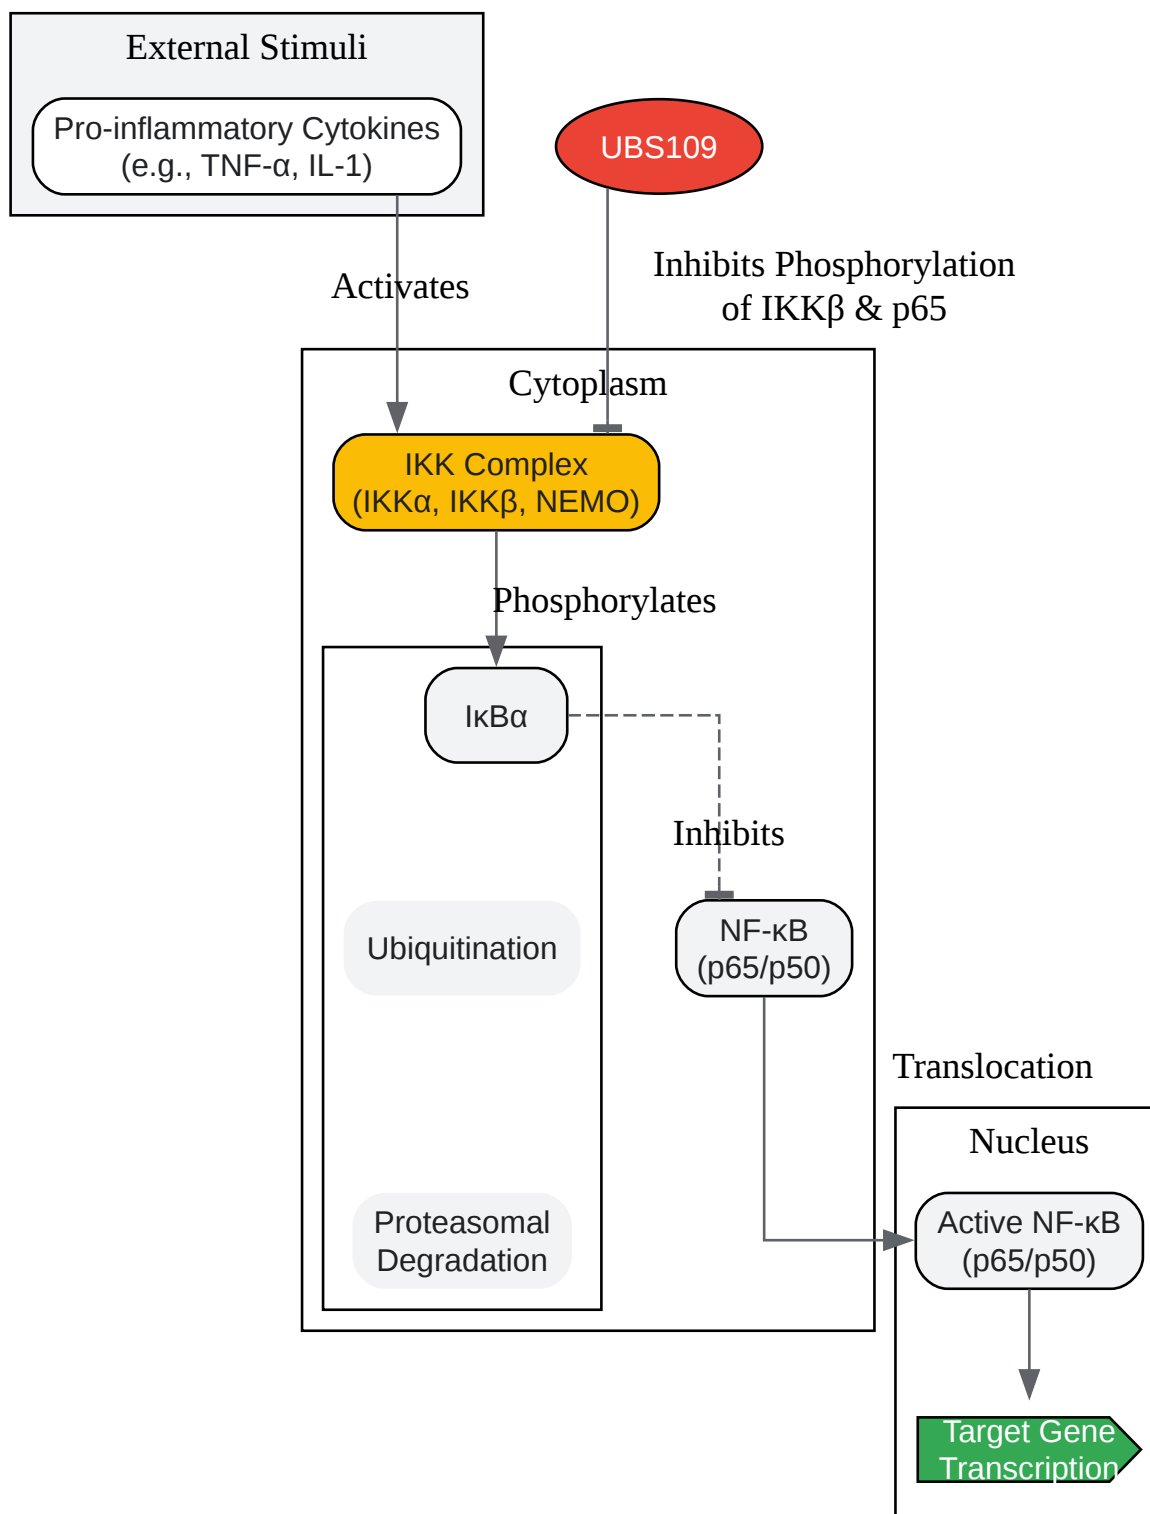 External Stimuli
Pro-inflammatory Cytokines
(e.g., TNF-α, IL-1)
UBS109
Activates
Inhibits Phosphorylation
of IKKβ & p65
Cytoplasm
IKK Complex
(IKKα, IKKβ, NEMO)
Phosphorylates
IκBα
Inhibits
Ubiquitination
NF-κB
(p65/p50)
Translocation
Nucleus
Proteasomal
Degradation
Active NF-κB
(p65/p50)
Target Gene
Transcription